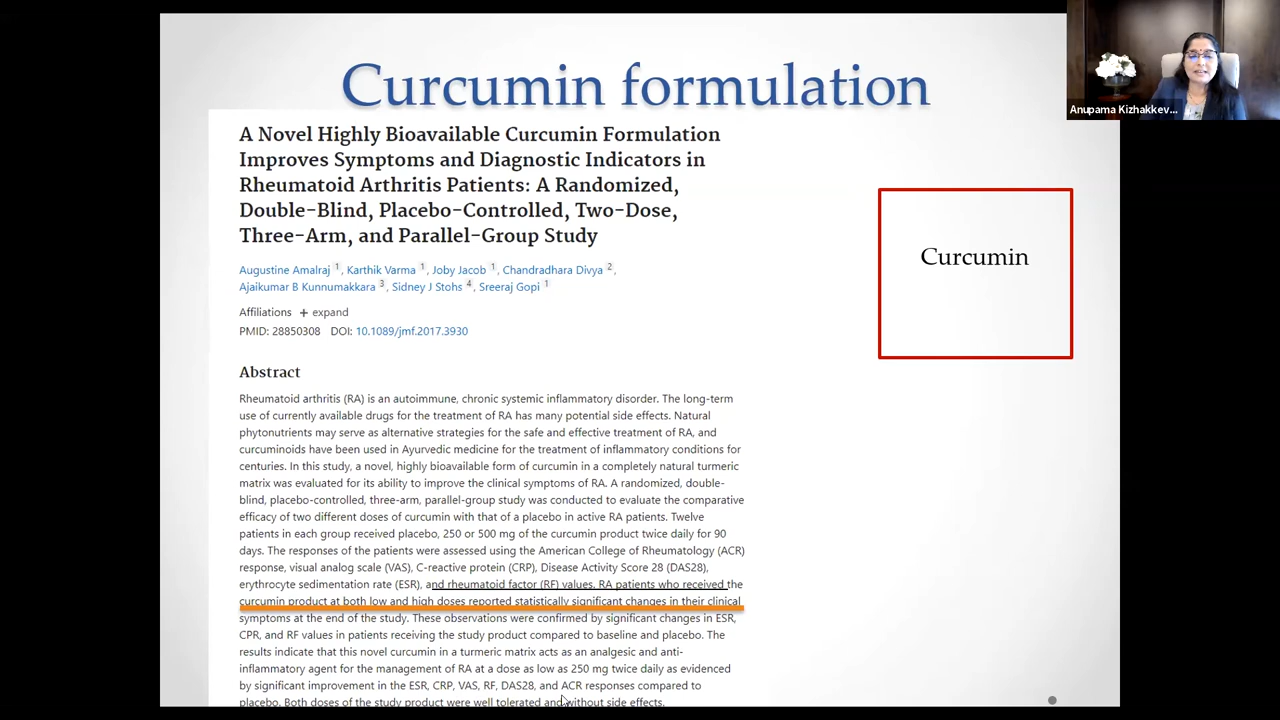 Curcumin formulation
Anupama Kizhakkev...
A Novel Highly Bioavailable Curcumin Formulation
Improves Symptoms and Diagnostic Indicators in
Rheumatoid Arthritis Patients: A Randomized,
Double-Blind, Placebo-Controlled, Two-Dose,
Three-Arm, and Parallel-Group Study
Augustine Amalraj 1, Karthik Varma 1, Joby Jacob 1, Chandradhara Divya 2,
Ajaikumar B Kunnumakkara 3, Sidney J Stohs 4, Sreeraj Gopi 1
Affiliations + expand
PMID: 28850308 DOI: 10.1089/jmf.2017.3930
Abstract
Rheumatoid arthritis (RA) is an autoimmune, chronic systemic inflammatory disorder. The long-term
use of currently available drugs for the treatment of RA has many potential side effects. Natural
phytonutrients may serve as alternative strategies for the safe and effective treatment of RA, and
curcuminoids have been used in Ayurvedic medicine for the treatment of inflammatory conditions for
centuries. In this study, a novel, highly bioavailable form of curcumin in a completely natural turmeric
matrix was evaluated for its ability to improve the clinical symptoms of RA. A randomized, double-
blind, placebo-controlled, three-arm, parallel-group study was conducted to evaluate the comparative
efficacy of two different doses of curcumin with that of a placebo in active RA patients. Twelve
patients in each group received placebo, 250 or 500 mg of the curcumin product twice daily for 90
days. The responses of the patients were assessed using the American College of Rheumatology (ACR)
response, visual analog scale (VAS), C-reactive protein (CRP), Disease Activity Score 28 (DAS28),
erythrocyte sedimentation rate (ESR), and rheumatoid factor (RF) values. RA patients who received the
curcumin product at both low and high doses reported statistically significant changes in their clinical
symptoms at the end of the study. These observations were confirmed by significant changes in ESR,
CPR, and RF values in patients receiving the study product compared to baseline and placebo. The
results indicate that this novel curcumin in a turmeric matrix acts as an analgesic and anti-
inflammatory agent for the management of RA at a dose as low as 250 mg twice daily as evidenced
by significant improvement in the ESR, CRP, VAS, RF, DAS28, and ACR responses compared to
placebo. Both doses of the study product were well tolerated and without side effects.
Curcumin